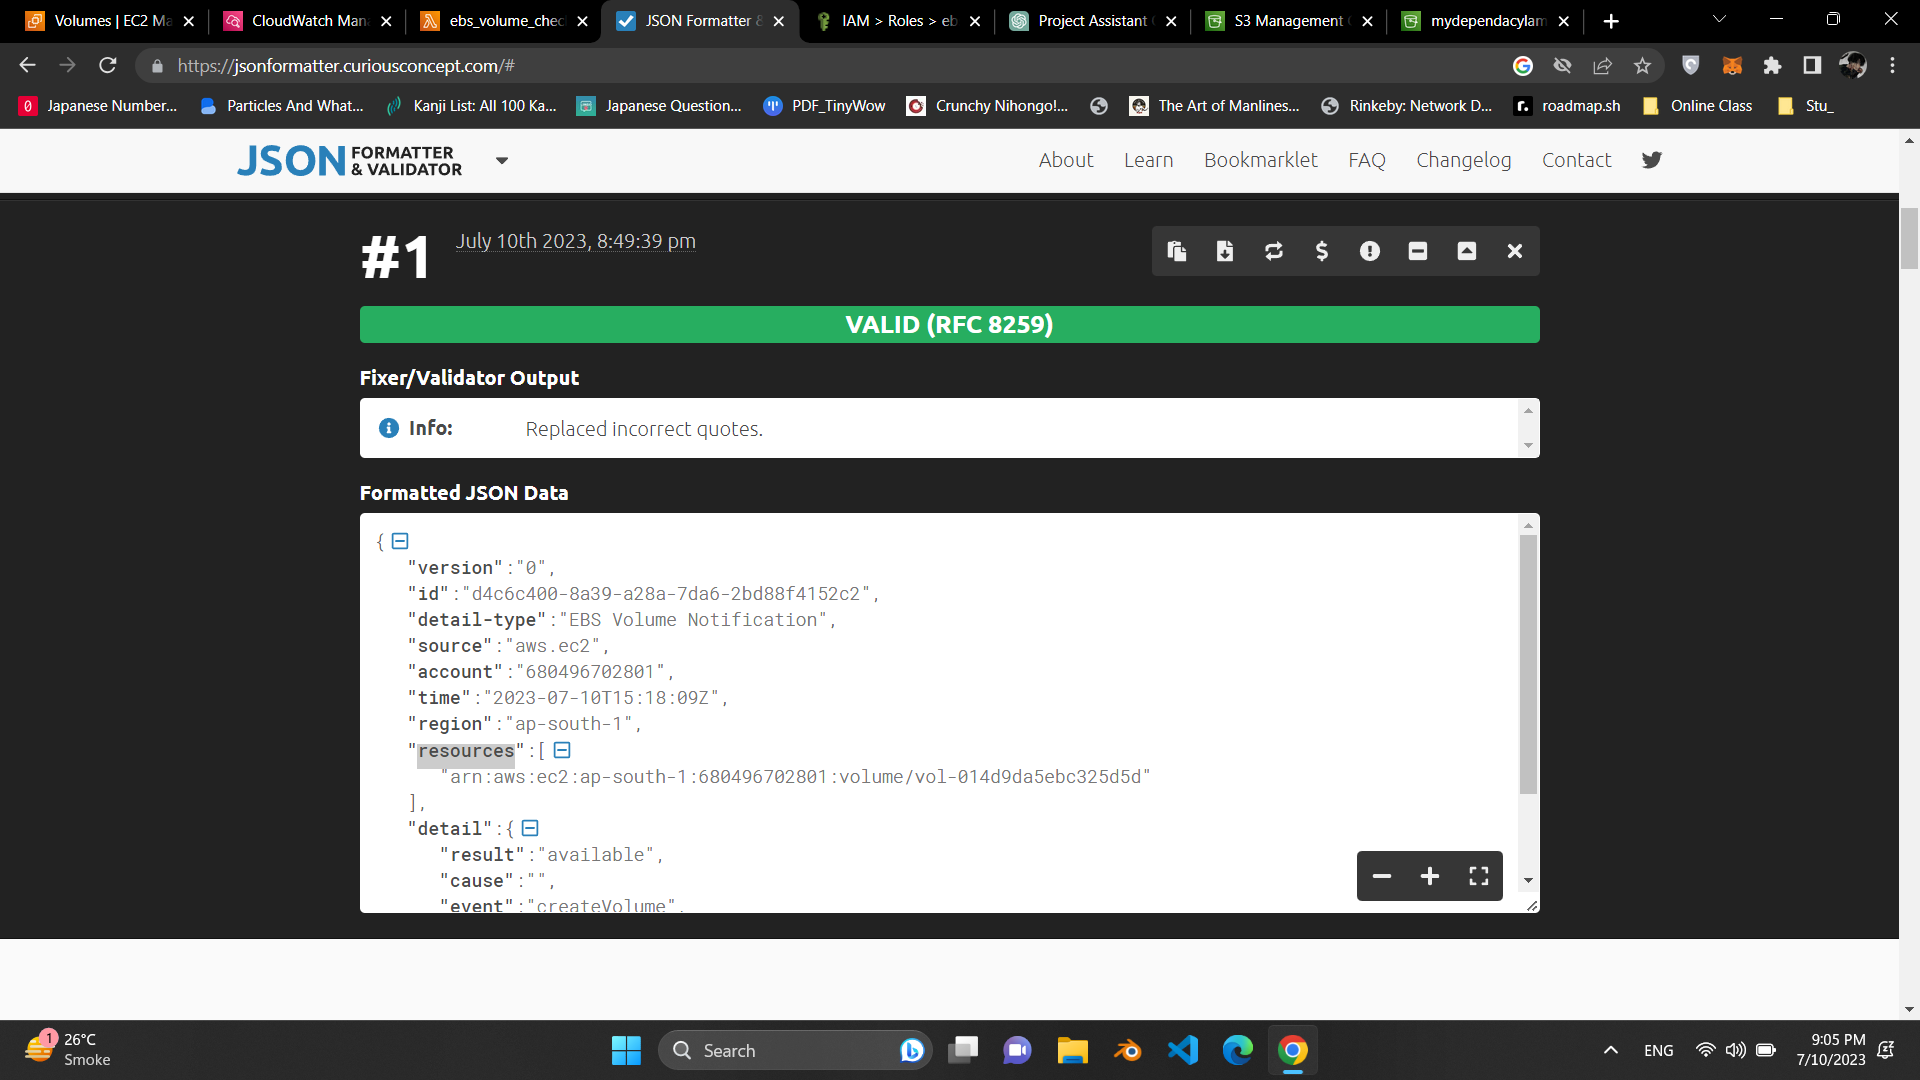 Volumes | EC2 Ma
CloudWatch Man
ebs_volume_chec
JSON Formatter &
IAM > Roles > eb
Project Assistant
S3 Management
mydependacylam
https://jsonformatter.curiousconcept.com/#
Japanese Number...
Particles And What...
Kanji List: All 100 Ka...
Japanese Question...
PDF_TinyWow
Crunchy Nihongo!...
The Art of Manlines...
Rinkeby: Network D...
roadmap.sh
Online Class
Stu_
JSON FORMATTER & VALIDATOR
About
Learn
Bookmarklet
FAQ
Changelog
Contact
#1
July 10th 2023, 8:49:39 pm
VALID (RFC 8259)
Fixer/Validator Output
Info:
Replaced incorrect quotes.
Formatted JSON Data
{
"version":"0",
"id":"d4c6c400-8a39-a28a-7da6-2bd88f4152c2",
"detail-type":"EBS Volume Notification",
"source":"aws.ec2",
"account":"680496702801",
"time":"2023-07-10T15:18:09Z",
"region":"ap-south-1",
"resources":[
"arn:aws:ec2:ap-south-1:680496702801:volume/vol-014d9da5ebc325d5d"
],
"detail":{
"result":"available",
"cause":"",
"event":"createVolume",
1
26°C
Smoke
Search
ENG
9:05 PM
7/10/2023